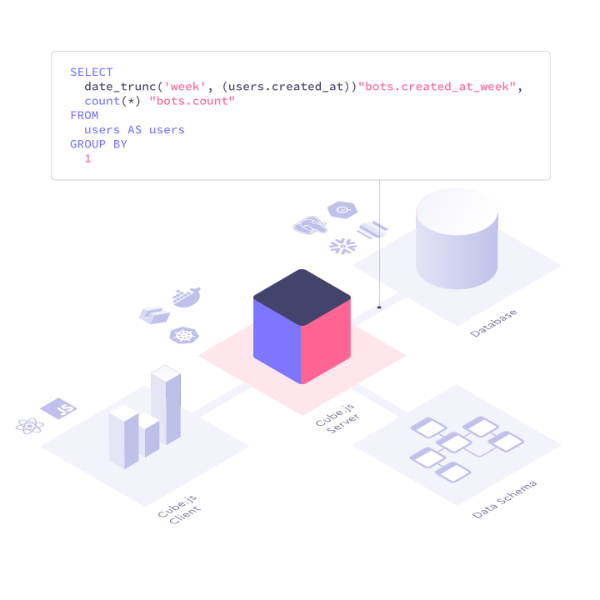 SELECT
date_trunc('week', (users.created_at))"bots.created_at_week",
count(*) "bots.count"
FROM
users AS users
GROUP BY
1
Database
JS
Cube.js
Server
Cube.js
Client
Data Schema